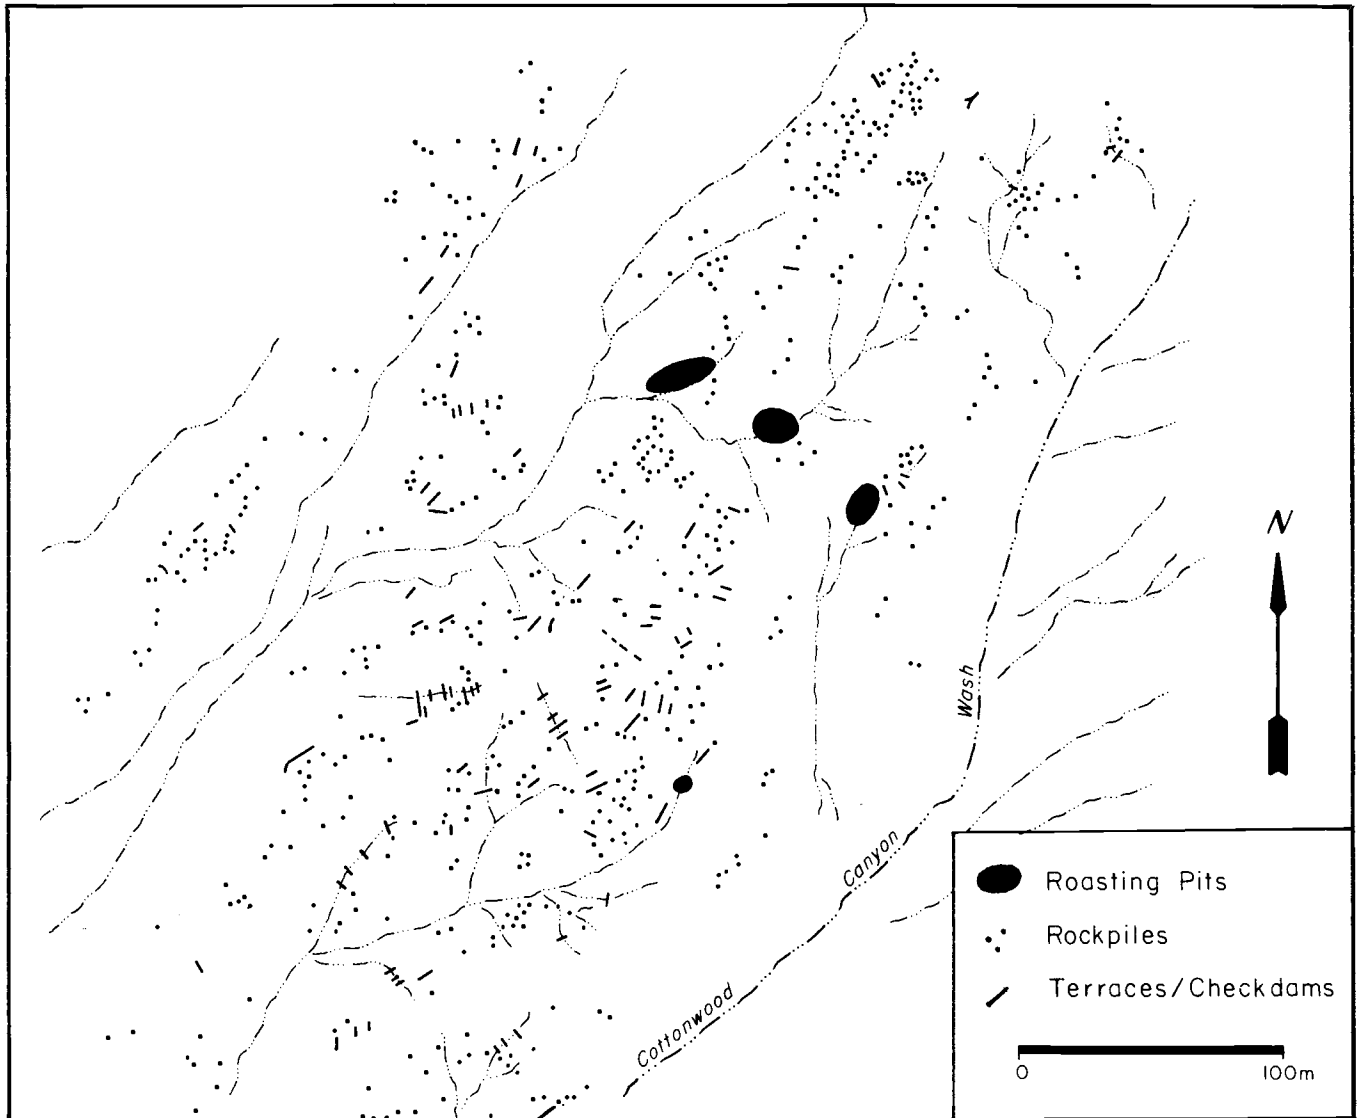 N
Wash
Canyon
Cottonwood
Roasting Pits
Rockpiles
Terraces/Checkdams
0 100m